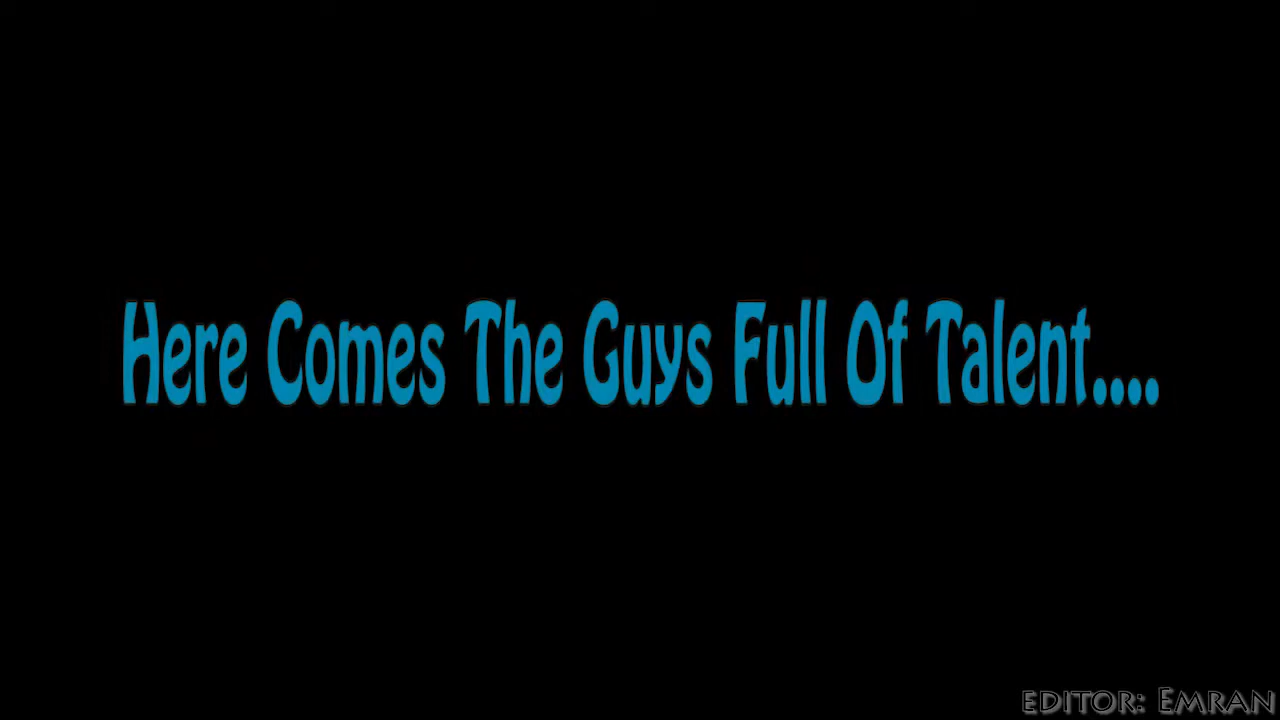 Here Comes The Guys Full Of Talent....
Editor: Emran